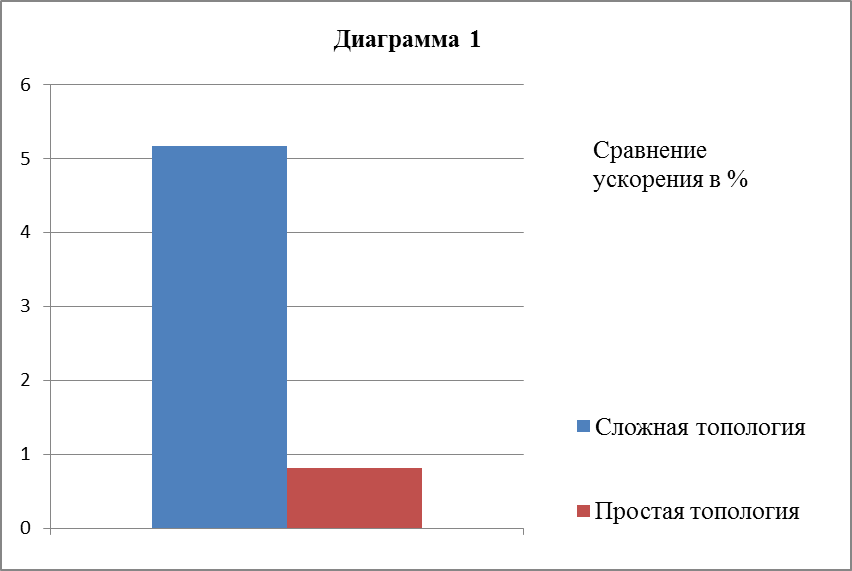 Диаграмма 1
6
5
4
3
2
1
0
Сравнение
ускорения в %
Сложная топология
Простая топология